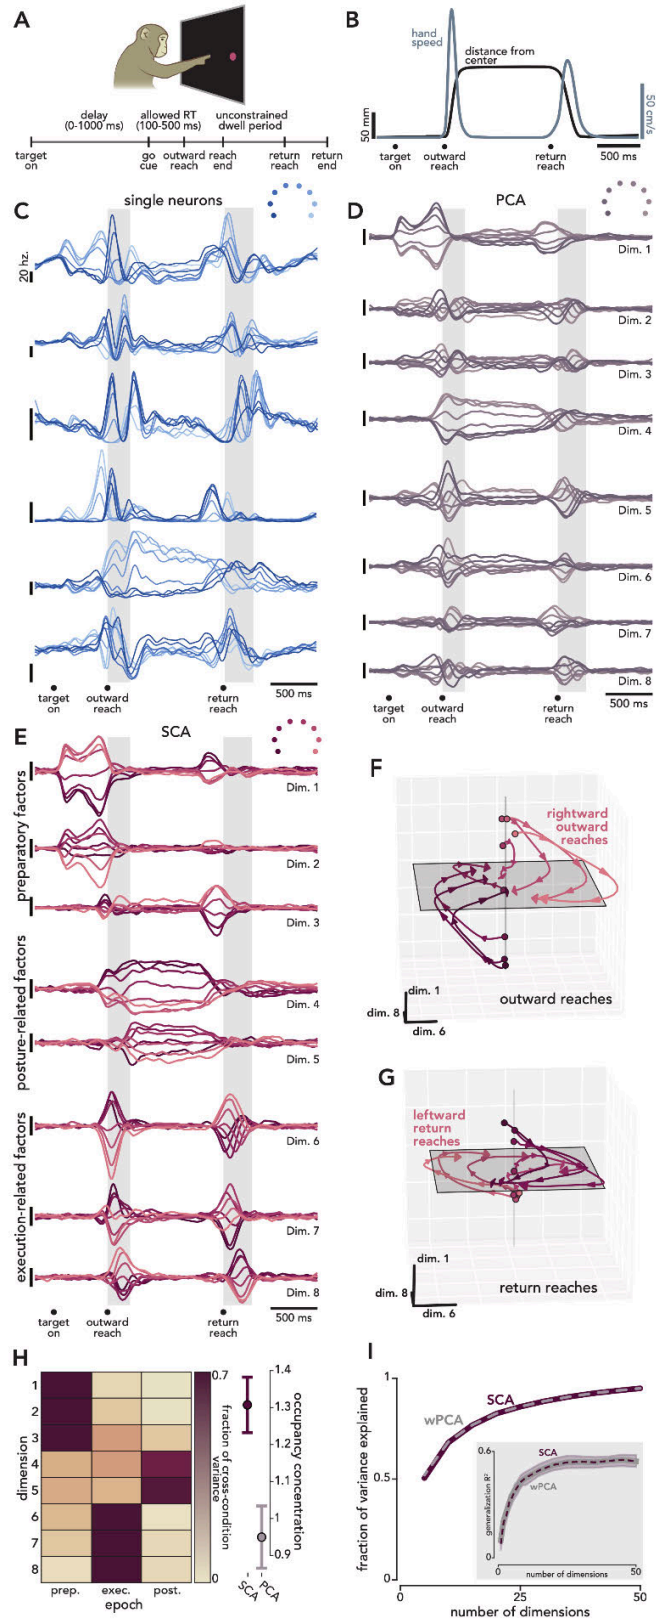 A
delay
(0-1000 ms)
allowed RT
(100-500 ms)
unconstrained
dwell period
target
on
go
cue
outward
reach
reach
end
return
reach
return
end
B
hand
speed
distance from
center
50 mm
50 cm/s
target
on
outward
reach
return
reach
500 ms
C
single neurons
20 hz.
target
on
outward
reach
return
reach
500 ms
D
PCA
Dim. 1
Dim. 2
Dim. 3
Dim. 4
Dim. 5
Dim. 6
Dim. 7
Dim. 8
target
on
outward
reach
return
reach
500 ms
E
SCA
preparatory factors
posture-related factors
execution-related factors
Dim. 1
Dim. 2
Dim. 3
Dim. 4
Dim. 5
Dim. 6
Dim. 7
Dim. 8
target
on
outward
reach
return
reach
500 ms
F
rightward
outward
reaches
dim. 1
dim. 8
dim. 6
outward reaches
G
leftward
return
reaches
dim. 1
dim. 8
dim. 6
return reaches
H
dimension
1
2
3
4
5
6
7
8
prep.
exec.
post.
epoch
0.7
0
fraction of cross-condition
variance
1.4
1.3
1.2
1.1
1
0.9
occupancy concentration
SCA
PCA
I
fraction of variance explained
1
0.5
0
0
25
50
number of dimensions
SCA
wPCA
generalization R²
0.6
0
0
50
number of dimensions
SCA
wPCA